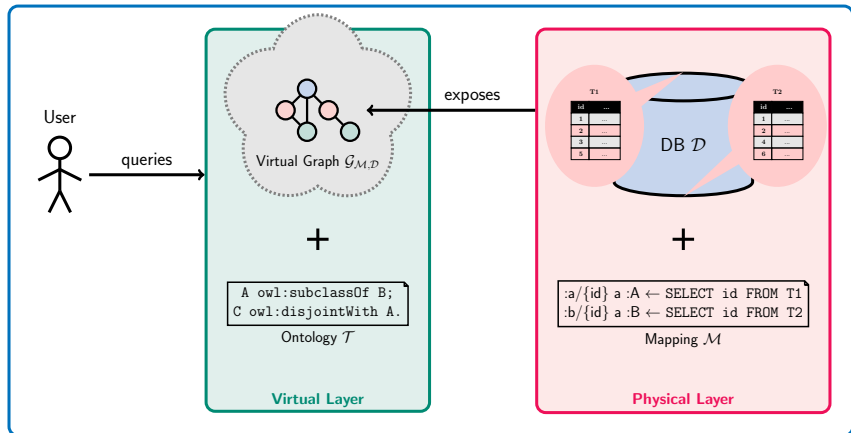 User
queries
Virtual Graph 𝒢ℳ,𝒟
+
A owl:subclassOf B;
C owl:disjointWith A.
Ontology 𝒯
Virtual Layer
exposes
T1
id ...
1 ...
2 ...
3 ...
5 ...
DB 𝒟
T2
id ...
1 ...
2 ...
4 ...
6 ...
+
:a/{id} a :A ← SELECT id FROM T1
:b/{id} a :B ← SELECT id FROM T2
Mapping ℳ
Physical Layer